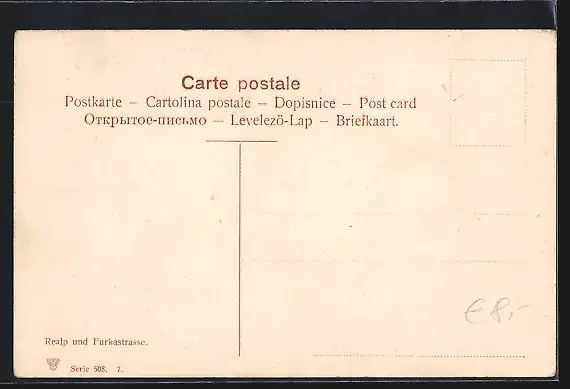 Carte postale
Postkarte – Cartolina postale – Dopisnice – Post card
Открытое-письмо – Levelező-Lap – Briefkaart.
€ 8,-
Realp und Furkastrasse.
Serie 508. 7.